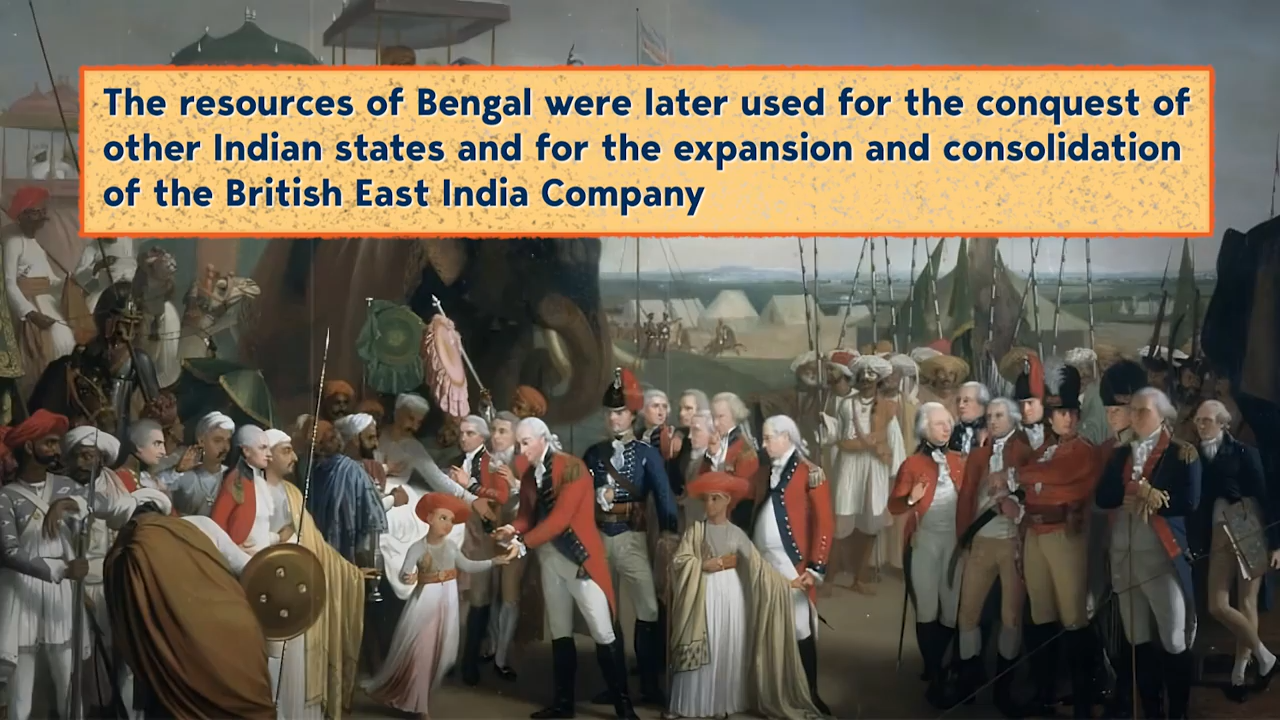 The resources of Bengal were later used for the conquest of
other Indian states and for the expansion and consolidation
of the British East India Company